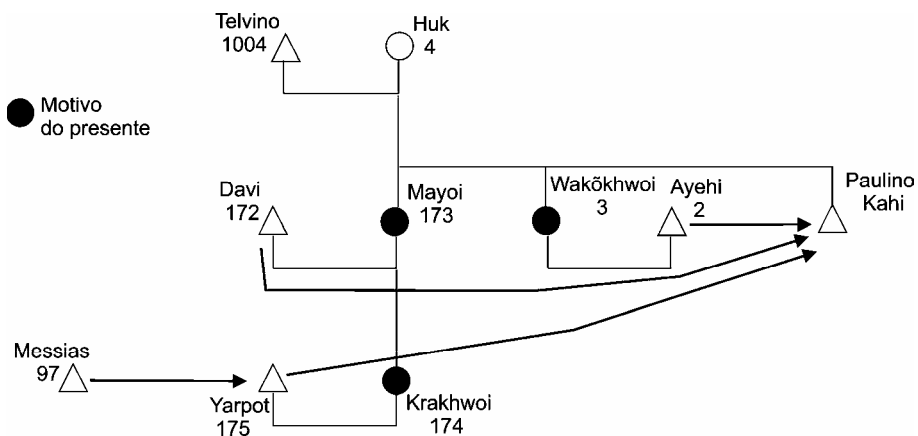 Telvino
1004
Huk
4
Motivo
do presente
Davi
172
Mayoi
173
Wakõkhwoi
3
Ayehi
2
Paulino
Kahi
Messias
97
Yarpot
175
Krakhwoi
174